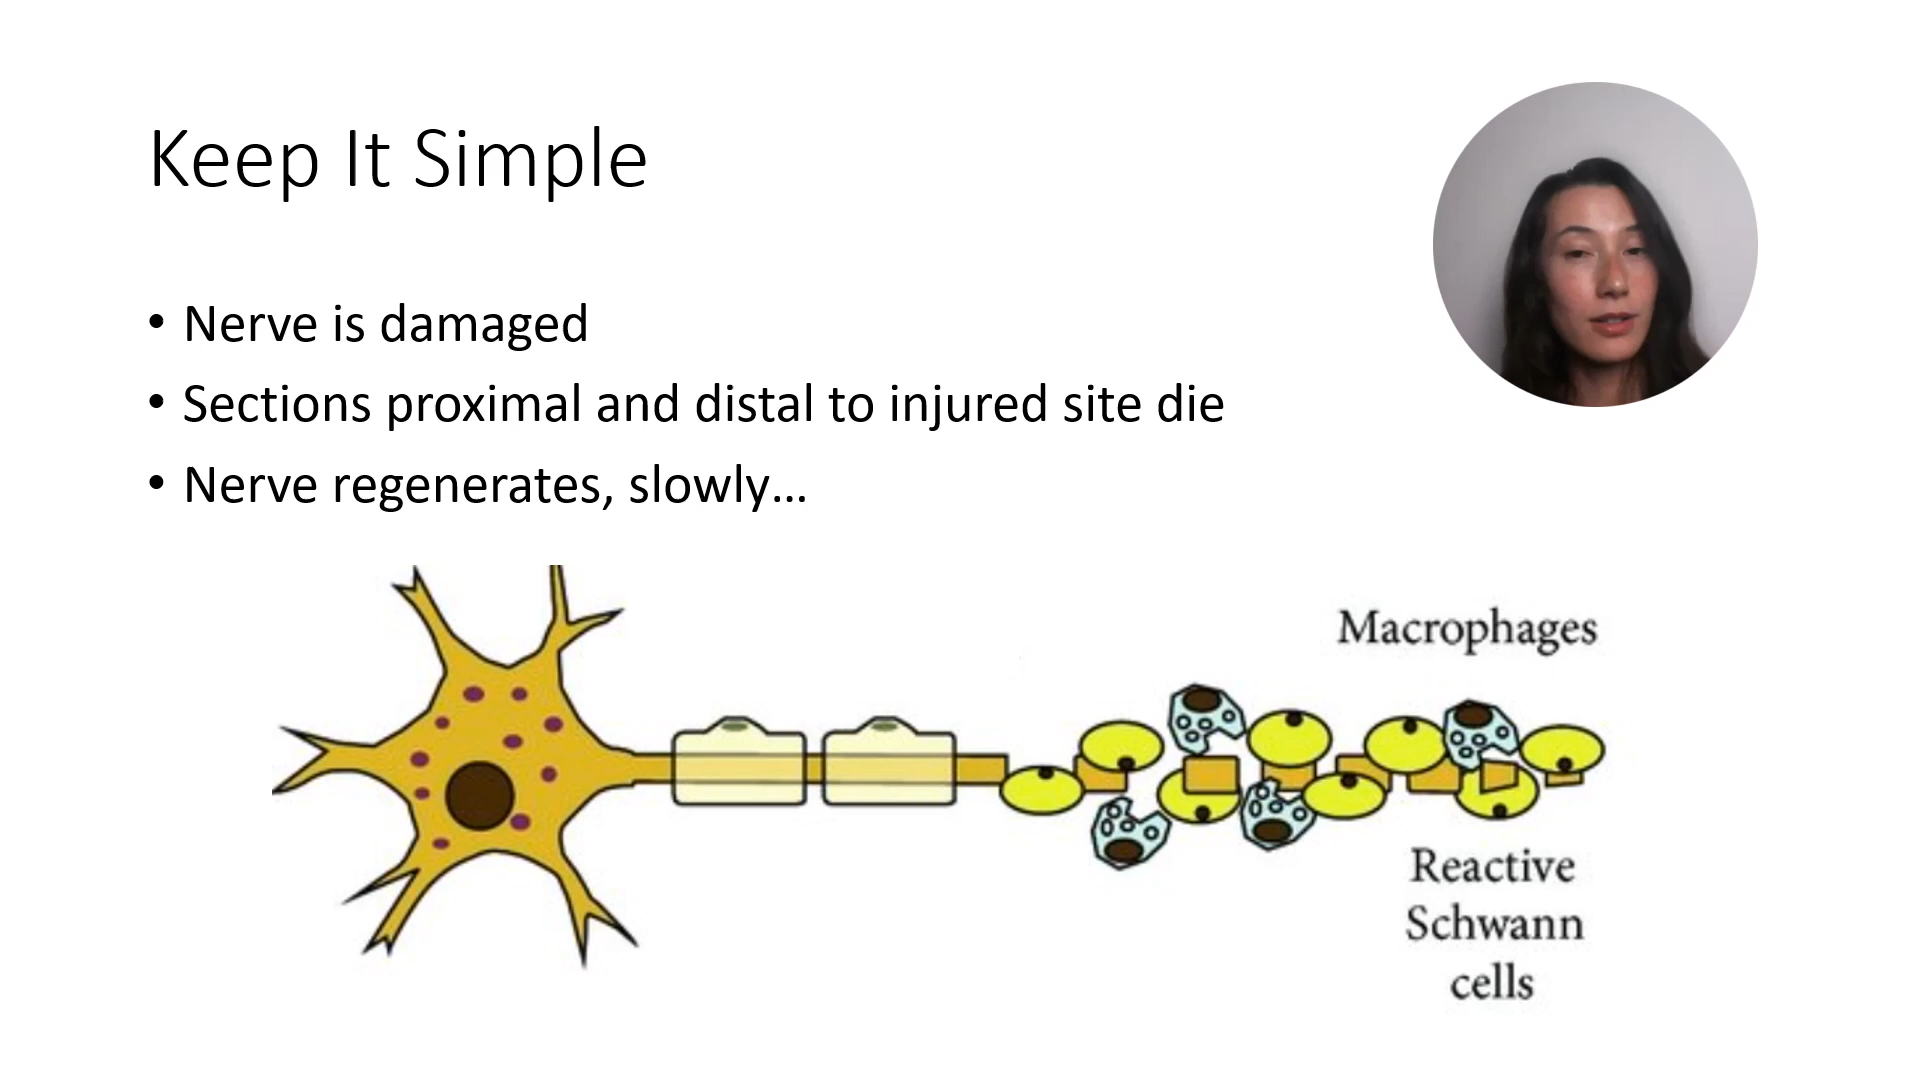 Keep It Simple
• Nerve is damaged
• Sections proximal and distal to injured site die
• Nerve regenerates, slowly…
Macrophages
Reactive
Schwann
cells